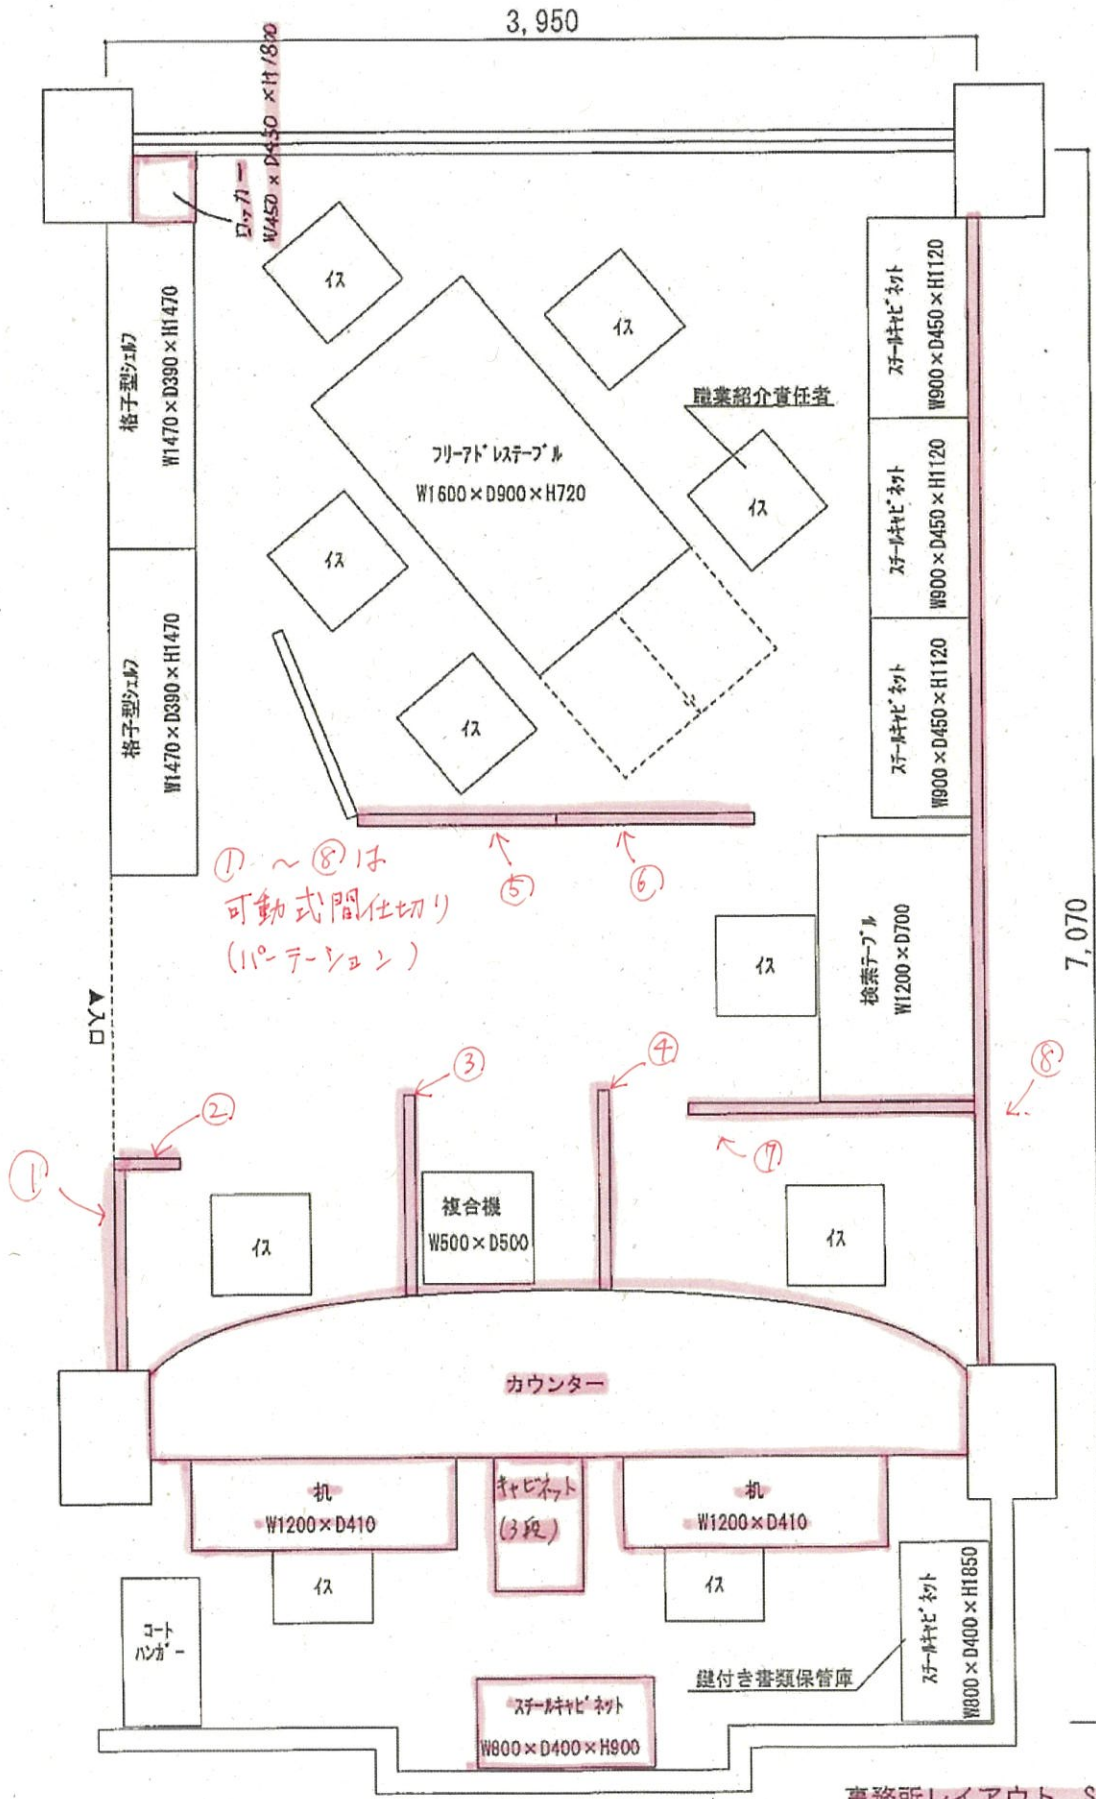 3,950
ロッカー
W450×D450×H1800
イス
イス
格子型シェルフ
W1470×D390×H1470
スチールキャビネット
W900×D450×H1120
職業紹介責任者
フリーアドレステーブル
W1600×D900×H720
イス
スチールキャビネット
W900×D450×H1120
イス
格子型シェルフ
W1470×D390×H1470
スチールキャビネット
W900×D450×H1120
イス
①～⑧は
可動式間仕切り
(パーテーション)
⑤
⑥
7,070
イス
検索テーブル
W1200×D700
▲入口
①
②
③
④
⑦
⑧
イス
複合機
W500×D500
イス
カウンター
机
W1200×D410
キャビネット
(3段)
机
W1200×D410
イス
イス
コート
ハンガー
スチールキャビネット
W800×D400×H1850
鍵付き書類保管庫
スチールキャビネット
W800×D400×H900
事務所レイアウト S